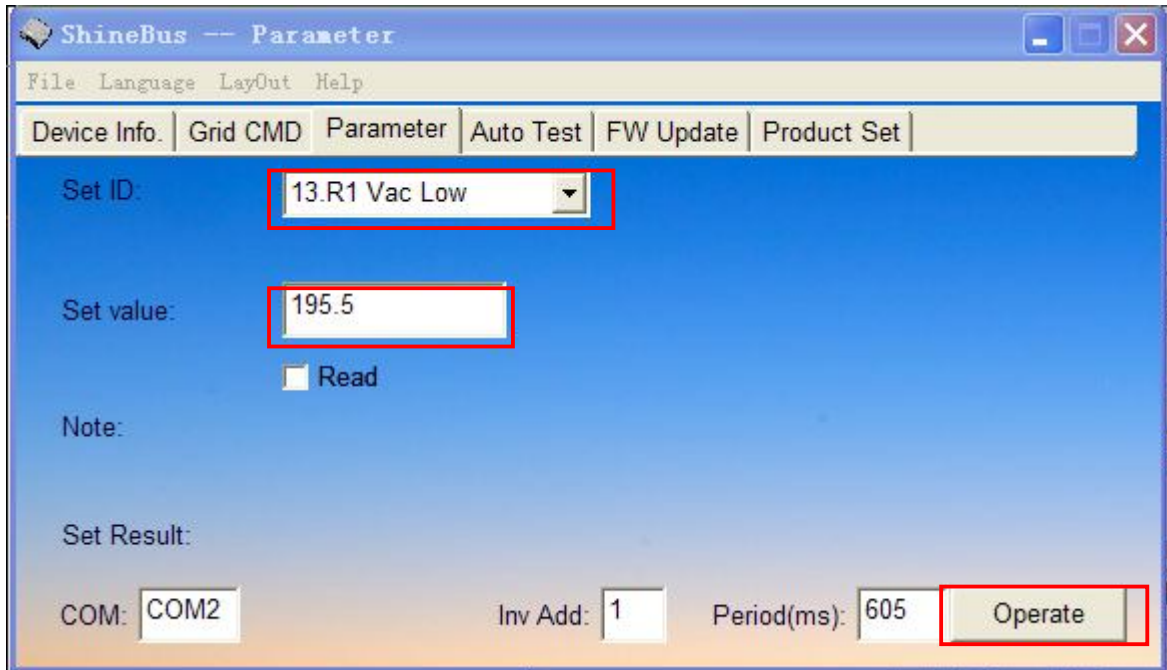 ShineBus -- Parameter
File Language LayOut Help
Device Info. Grid CMD Parameter Auto Test FW Update Product Set
Set ID: 13.R1 Vac Low
Set value: 195.5
Read
Note:
Set Result:
COM: COM2 Inv Add: 1 Period(ms): 605 Operate